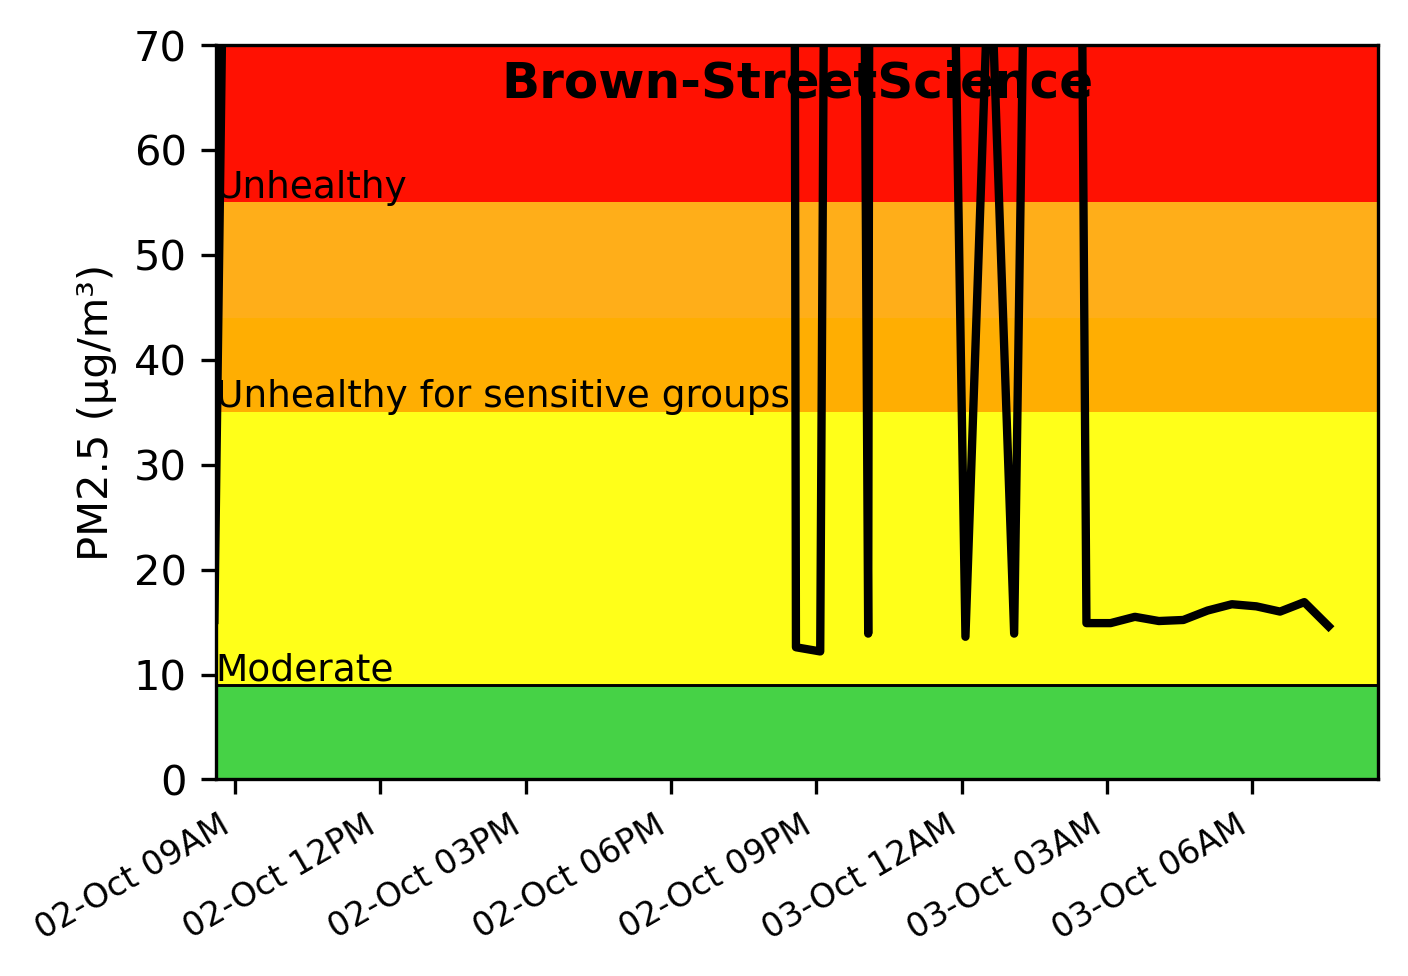 Brown-StreetScience
PM2.5 (µg/m³)
70
60
50
40
30
20
10
0
Unhealthy
Unhealthy for sensitive groups
Moderate
02-Oct 09AM
02-Oct 12PM
02-Oct 03PM
02-Oct 06PM
02-Oct 09PM
03-Oct 12AM
03-Oct 03AM
03-Oct 06AM